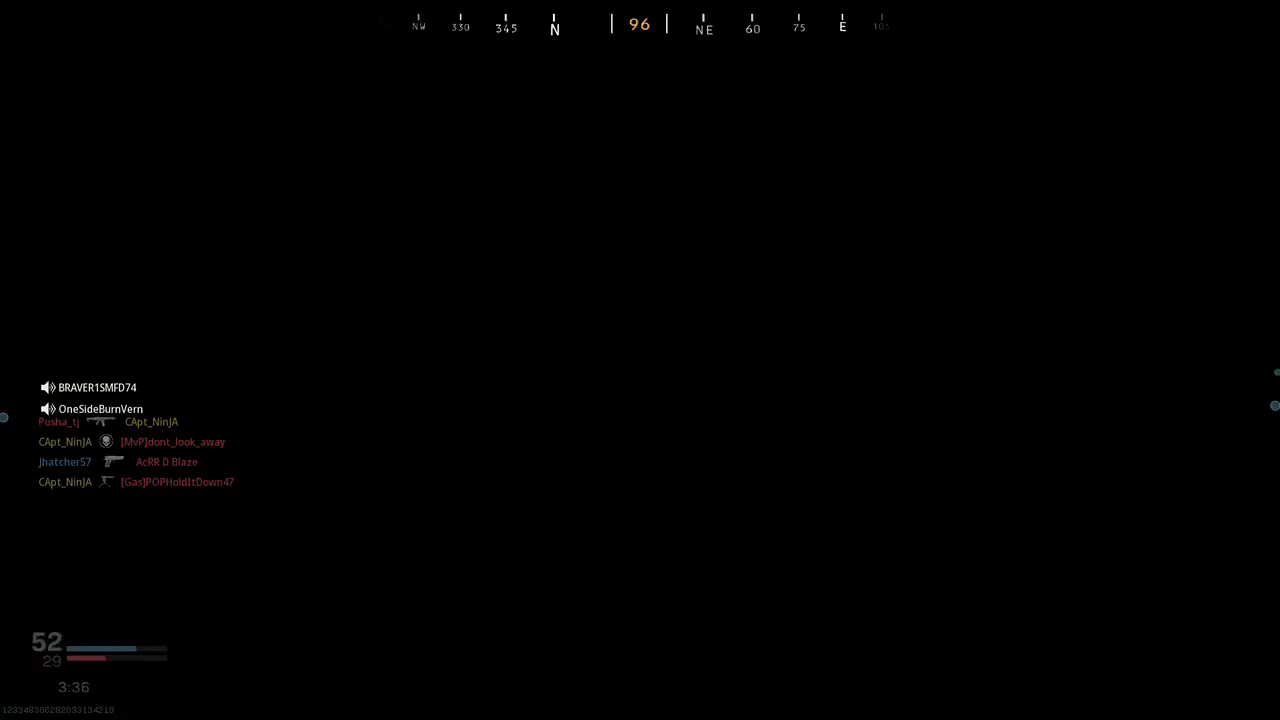 NW 330 345 N 96 NE 60 75 E 105
BRAVER1SMFD74
OneSideBurnVern
Pusha_tj CApt_NinJA
CApt_NinJA [MvP]dont_look_away
Jhatcher57 AcRR D Blaze
CApt_NinJA [Gas]POPHoldItDown47
52
29
3:36